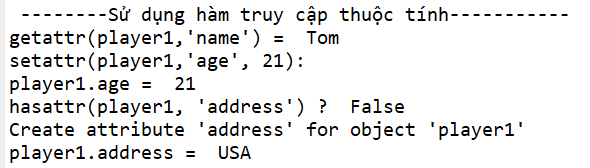 --------Sử dụng hàm truy cập thuộc tính-----------
getattr(player1,'name') =  Tom
setattr(player1,'age', 21):
player1.age =  21
hasattr(player1, 'address') ?  False
Create attribute 'address' for object 'player1'
player1.address =  USA